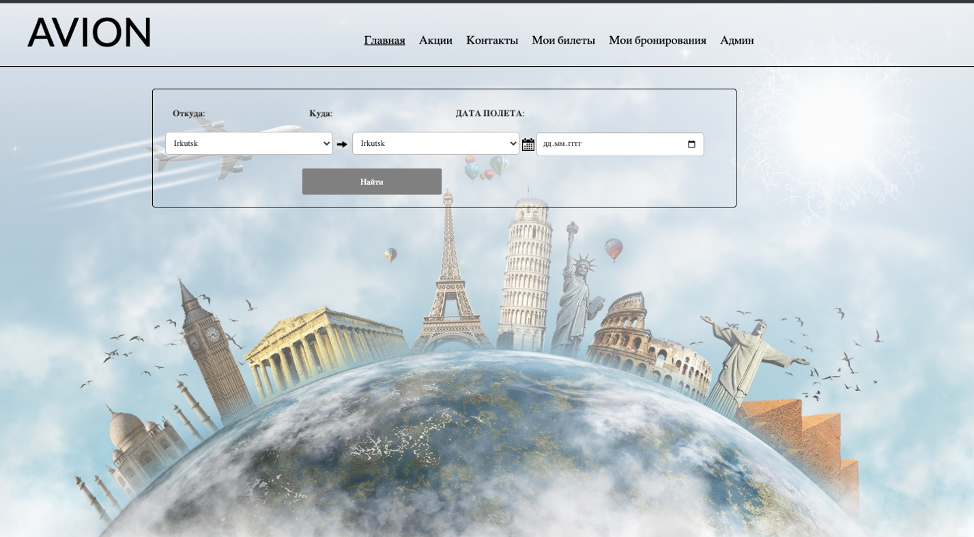 AVION
Главная Акции Контакты Мои билеты Мои бронирования Админ
Откуда: Куда: ДАТА ПОЛЕТА:
Irkutsk Irkutsk дд.мм.гггг
Найти